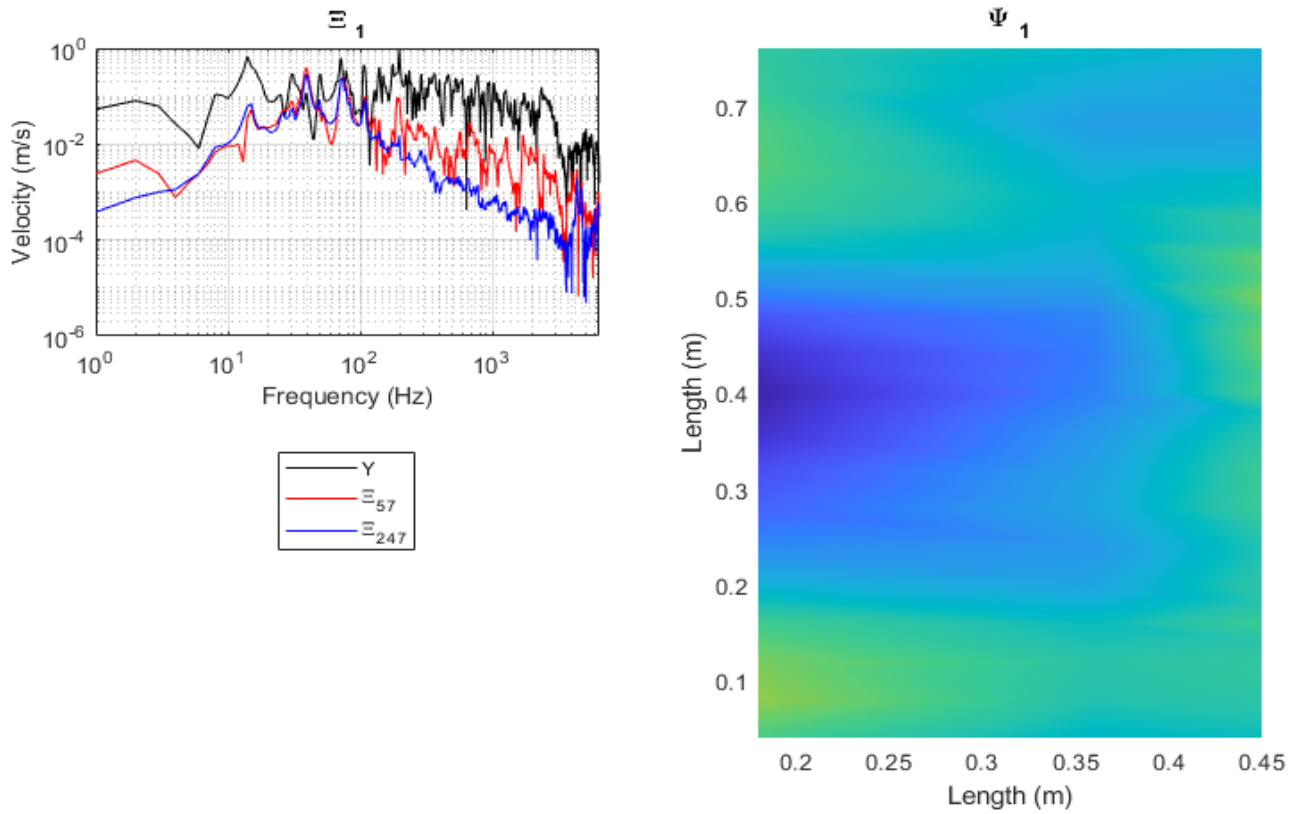 Ξ 1
10^0
10^-2
10^-4
10^-6
10^0 10^1 10^2 10^3
Velocity (m/s)
Frequency (Hz)
Y
Ξ57
Ξ247
Ψ 1
0.7
0.6
0.5
0.4
0.3
0.2
0.1
0.2 0.25 0.3 0.35 0.4 0.45
Length (m)
Length (m)